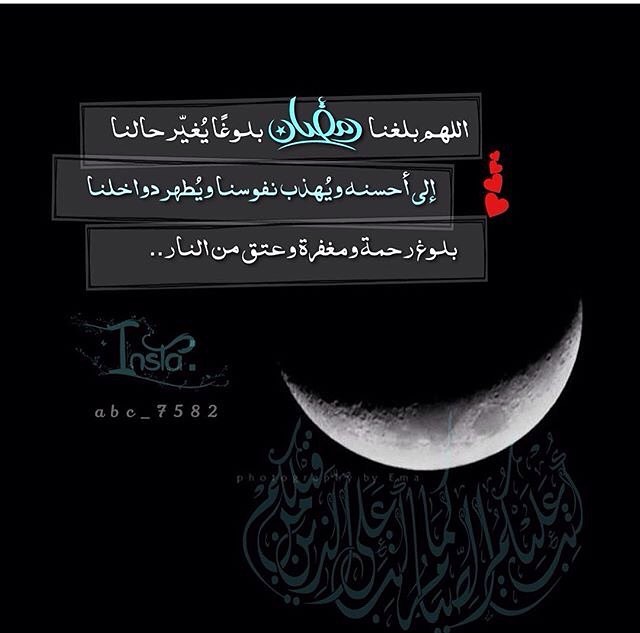 اللهم بلغنا رمضان بلوغًا يُغيّر حالنا
إلى أحسنه ويُهذب نفوسنا ويُطهر دواخلنا
بلوغ رحمة ومغفرة وعتق من النار..
Insta:
abc_7582
photography by Ema
كتب عليكم الصيام كما كتب على الذين من قبلكم